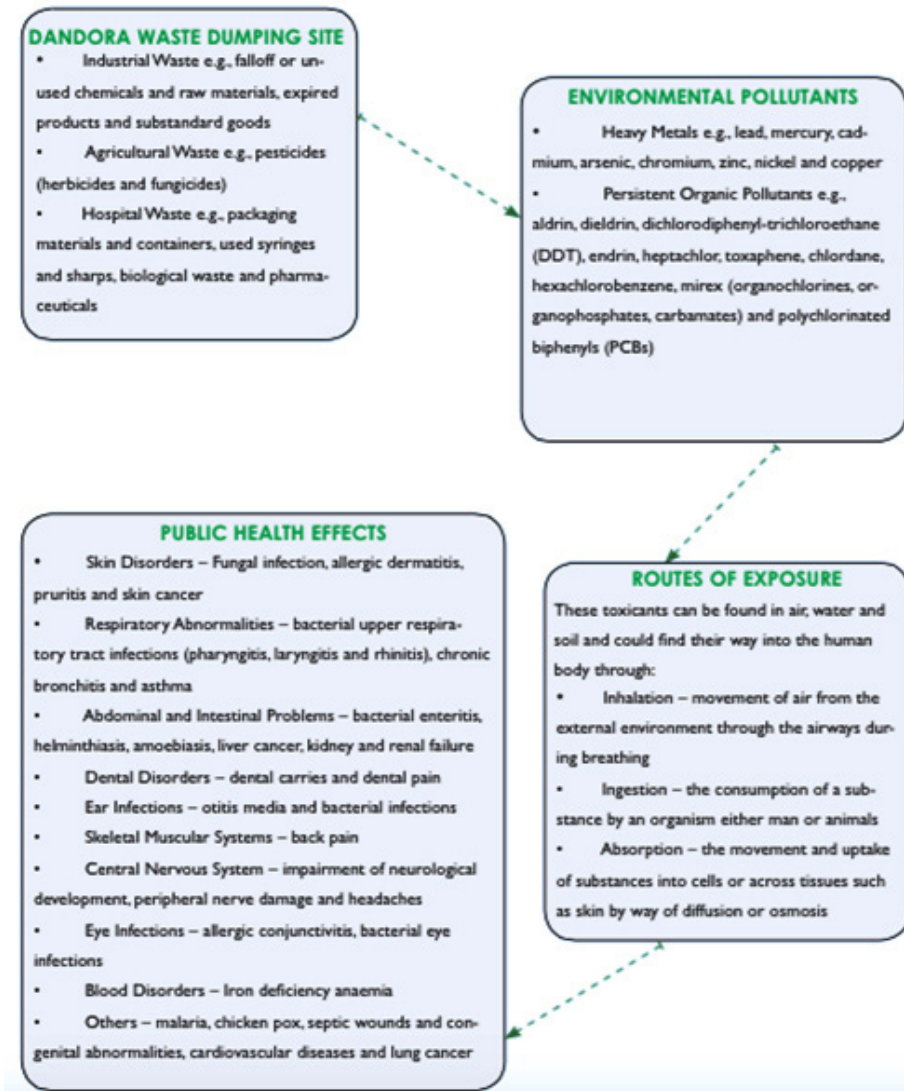 DANDORA WASTE DUMPING SITE
• Industrial Waste e.g., falloff or un-
used chemicals and raw materials, expired
products and substandard goods
• Agricultural Waste e.g., pesticides
(herbicides and fungicides)
• Hospital Waste e.g., packaging
materials and containers, used syringes
and sharps, biological waste and pharma-
ceuticals
ENVIRONMENTAL POLLUTANTS
• Heavy Metals e.g., lead, mercury, cad-
mium, arsenic, chromium, zinc, nickel and copper
• Persistent Organic Pollutants e.g.,
aldrin, dieldrin, dichlorodiphenyl-trichloroethane
(DDT), endrin, heptachlor, toxaphene, chlordane,
hexachlorobenzene, mirex (organochlorines, or-
ganophosphates, carbamates) and polychlorinated
biphenyls (PCBs)
ROUTES OF EXPOSURE
These toxicants can be found in air, water and
soil and could find their way into the human
body through:
• Inhalation – movement of air from the
external environment through the airways dur-
ing breathing
• Ingestion – the consumption of a sub-
stance by an organism either man or animals
• Absorption – the movement and uptake
of substances into cells or across tissues such
as skin by way of diffusion or osmosis
PUBLIC HEALTH EFFECTS
• Skin Disorders – Fungal infection, allergic dermatitis,
pruritis and skin cancer
• Respiratory Abnormalities – bacterial upper respira-
tory tract infections (pharyngitis, laryngitis and rhinitis), chronic
bronchitis and asthma
• Abdominal and Intestinal Problems – bacterial enteritis,
helminthiasis, amoebiasis, liver cancer, kidney and renal failure
• Dental Disorders – dental carries and dental pain
• Ear Infections – otitis media and bacterial infections
• Skeletal Muscular Systems – back pain
• Central Nervous System – impairment of neurological
development, peripheral nerve damage and headaches
• Eye Infections – allergic conjunctivitis, bacterial eye
infections
• Blood Disorders – Iron deficiency anaemia
• Others – malaria, chicken pox, septic wounds and con-
genital abnormalities, cardiovascular diseases and lung cancer